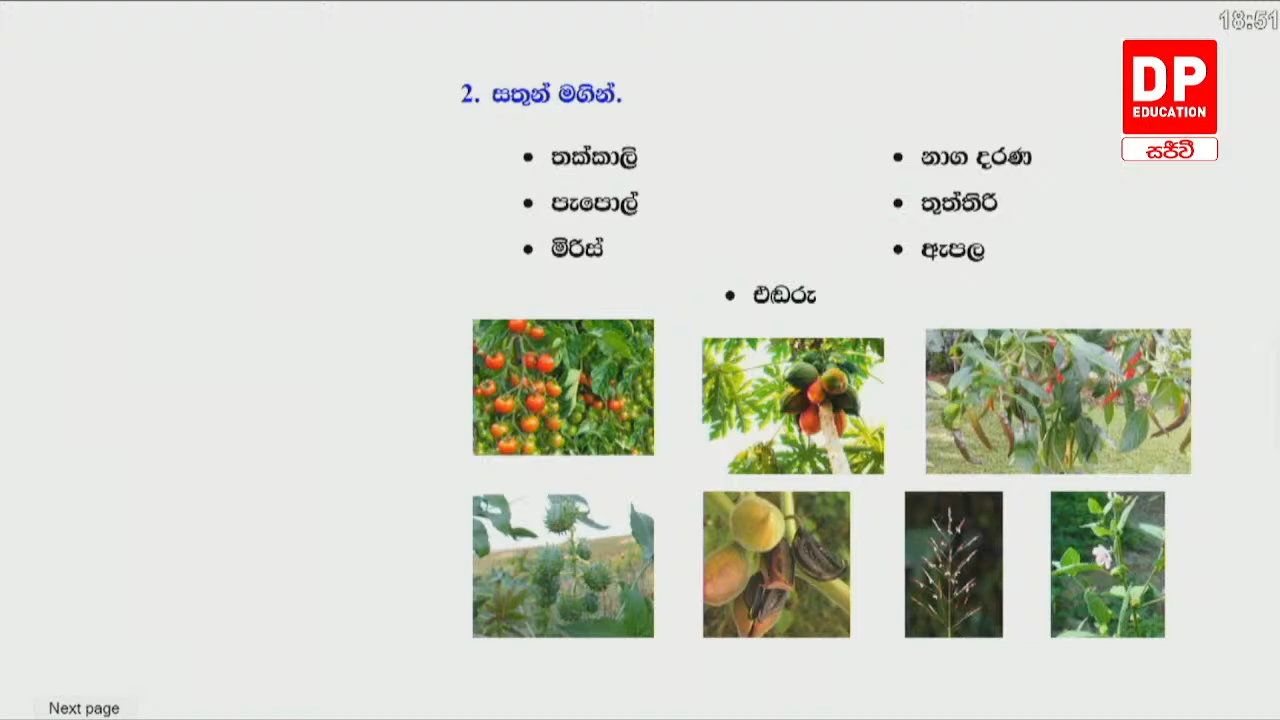 18:51
DP
EDUCATION
සජීවී
2. සතුන් මගින්.
• තක්කාලි
• නාග දරණ
• පැපොල්
• තුත්තිරි
• මිරිස්
• ඇපල
• එඬරු
Next page